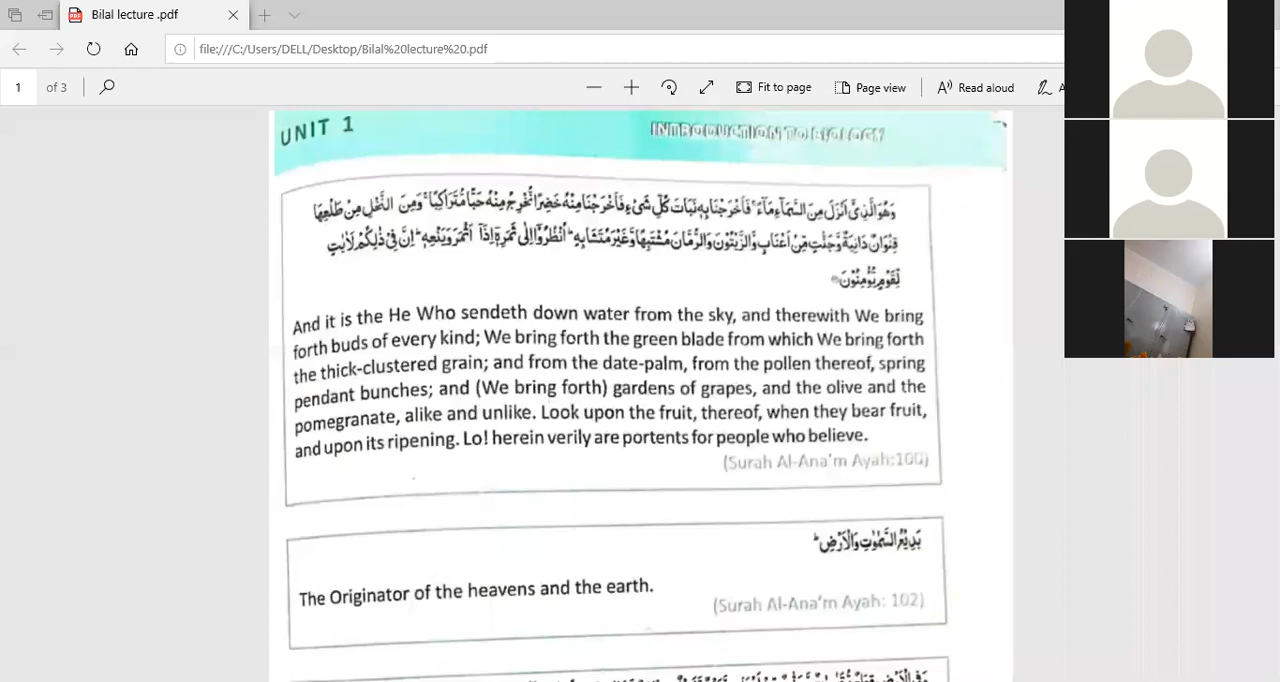 Bilal lecture .pdf
file:///C:/Users/DELL/Desktop/Bilal%20lecture%20.pdf
1 of 3
Fit to page
Page view
Read aloud
UNIT 1
INTRODUCTION TO BIOLOGY
وَهُوَ الَّذِىْٓ اَنْزَلَ مِنَ السَّمَآءِ مَآءً ۚ فَاَخْرَجْنَا بِهٖ نَبَاتَ كُلِّ شَىْءٍ فَاَخْرَجْنَا مِنْهُ خَضِرًا نُّخْرِجُ مِنْهُ حَبًّا مُّتَرَاكِبًا ۚ وَمِنَ النَّخْلِ مِنْ طَلْعِهَا
قِنْوَانٌ دَانِيَةٌ وَّجَنّٰتٍ مِّنْ اَعْنَابٍ وَّالزَّيْتُوْنَ وَالرُّمَّانَ مُشْتَبِهًا وَّغَيْرَ مُتَشَابِهٍ ؕ اُنْظُرُوْۤا اِلٰى ثَمَرِهٖۤ اِذَاۤ اَثْمَرَ وَيَنْعِهٖ ؕ اِنَّ فِىْ ذٰلِكُمْ لَاٰيٰتٍ
لِّقَوْمٍ يُّؤْمِنُوْنَ
And it is the He Who sendeth down water from the sky, and therewith We bring
forth buds of every kind; We bring forth the green blade from which We bring forth
the thick-clustered grain; and from the date-palm, from the pollen thereof, spring
pendant bunches; and (We bring forth) gardens of grapes, and the olive and the
pomegranate, alike and unlike. Look upon the fruit, thereof, when they bear fruit,
and upon its ripening. Lo! herein verily are portents for people who believe.
(Surah Al-Ana'm Ayah:100)
بَدِيْعُ السَّمٰوٰتِ وَالْاَرْضِ ؕ
The Originator of the heavens and the earth.
(Surah Al-Ana'm Ayah: 102)